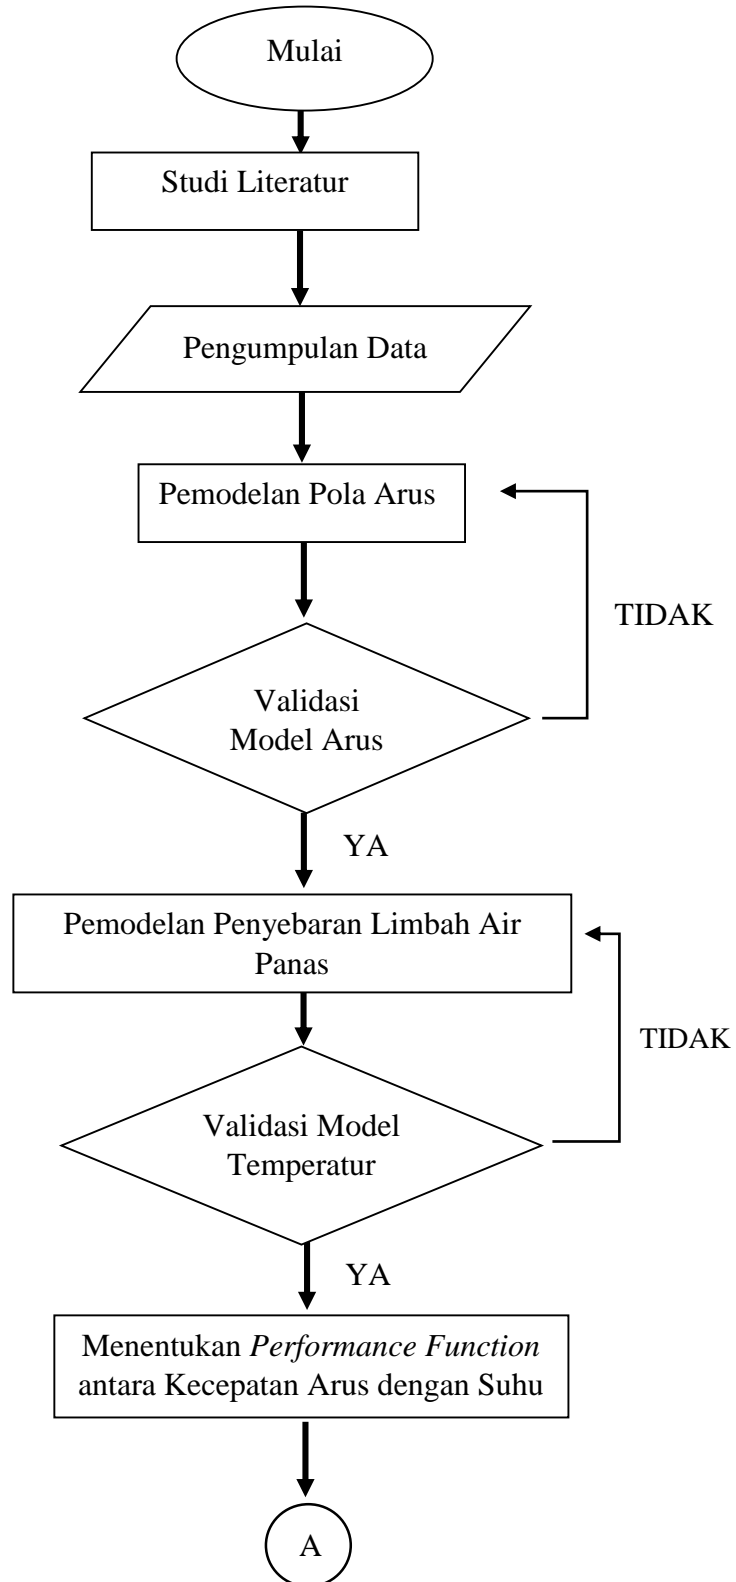 Mulai
Studi Literatur
Pengumpulan Data
Pemodelan Pola Arus
TIDAK
Validasi
Model Arus
YA
Pemodelan Penyebaran Limbah Air
Panas
TIDAK
Validasi Model
Temperatur
YA
Menentukan Performance Function
antara Kecepatan Arus dengan Suhu
A